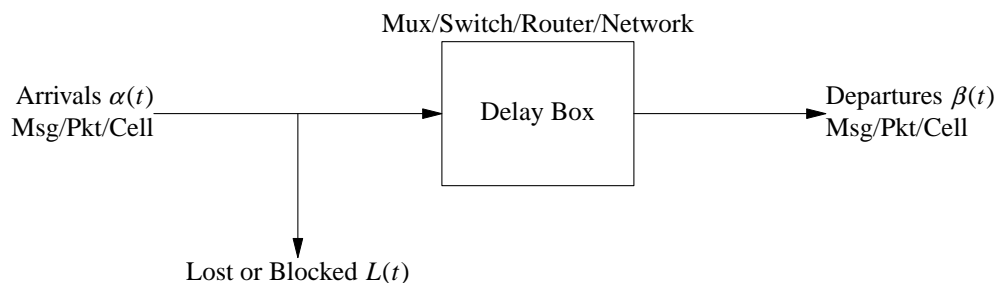 Mux/Switch/Router/Network
Arrivals α(t)
Msg/Pkt/Cell
Delay Box
Departures β(t)
Msg/Pkt/Cell
Lost or Blocked L(t)